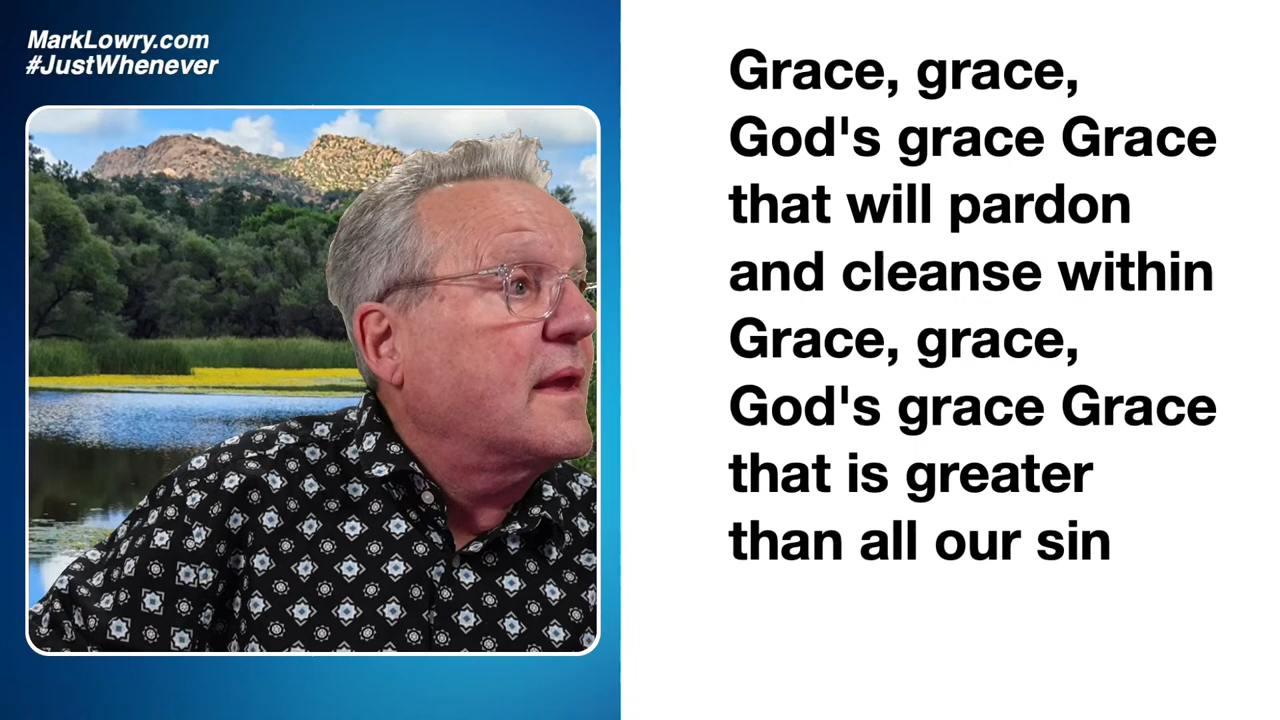 MarkLowry.com
#JustWhenever
Grace, grace,
God's grace Grace
that will pardon
and cleanse within
Grace, grace,
God's grace Grace
that is greater
than all our sin